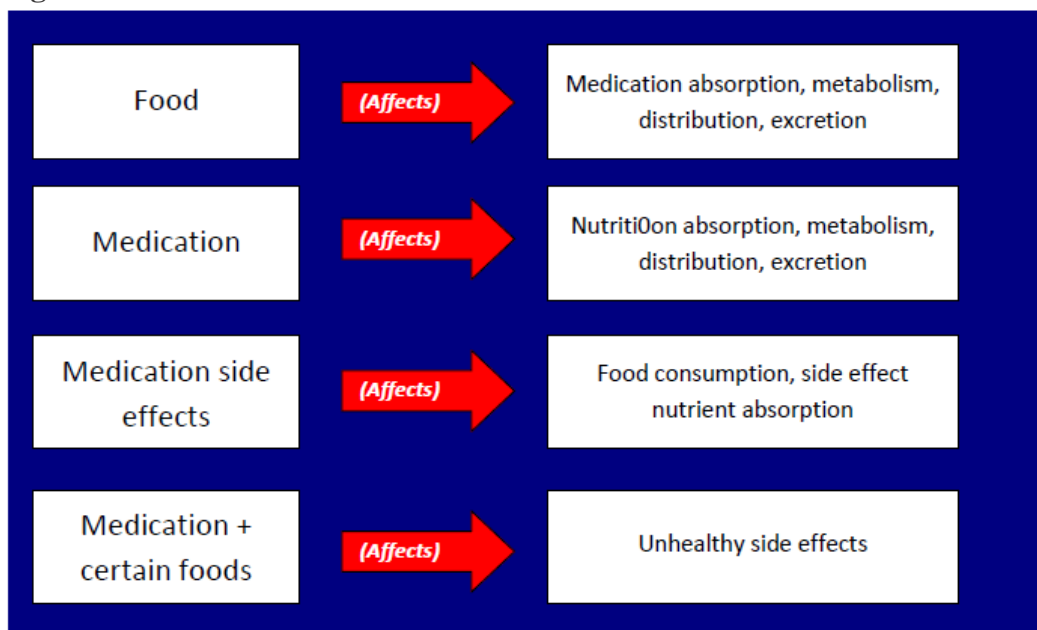 Food
(Affects)
Medication absorption, metabolism,
distribution, excretion
Medication
(Affects)
Nutriti0on absorption, metabolism,
distribution, excretion
Medication side
effects
(Affects)
Food consumption, side effect
nutrient absorption
Medication +
certain foods
(Affects)
Unhealthy side effects